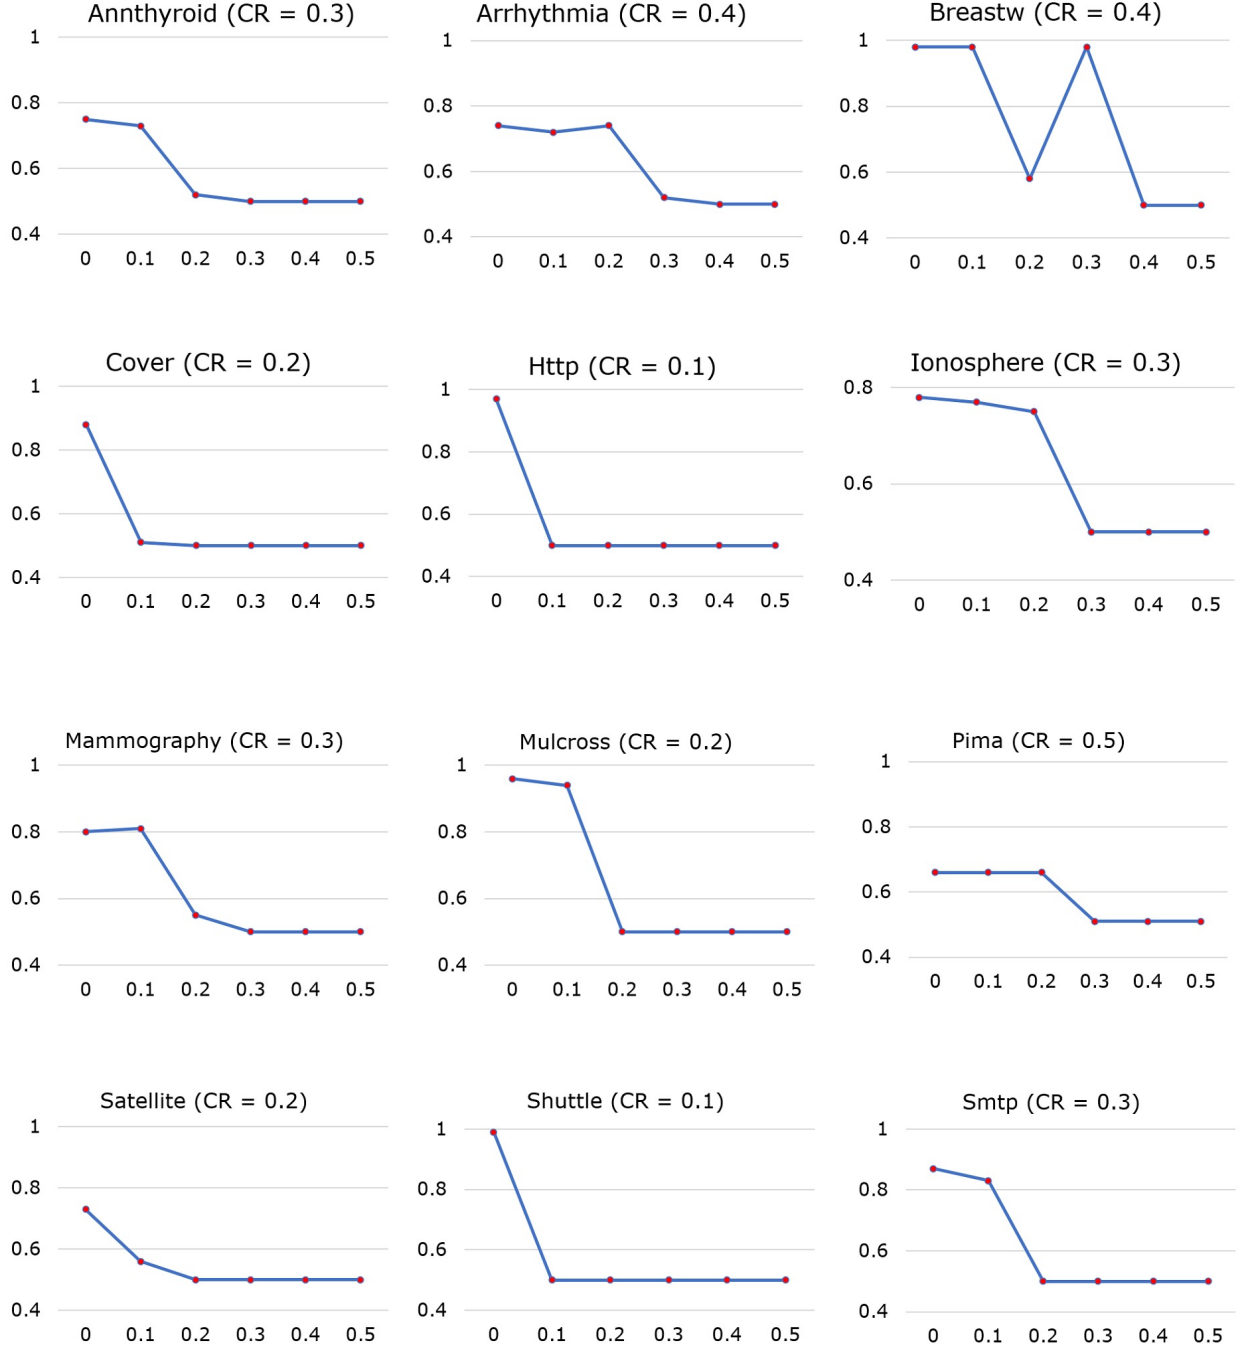 Annthyroid (CR = 0.3)
1
0.8
0.6
0.4
0 0.1 0.2 0.3 0.4 0.5
Arrhythmia (CR = 0.4)
1
0.8
0.6
0.4
0 0.1 0.2 0.3 0.4 0.5
Breastw (CR = 0.4)
1
0.8
0.6
0.4
0 0.1 0.2 0.3 0.4 0.5
Cover (CR = 0.2)
1
0.8
0.6
0.4
0 0.1 0.2 0.3 0.4 0.5
Http (CR = 0.1)
1
0.8
0.6
0.4
0 0.1 0.2 0.3 0.4 0.5
Ionosphere (CR = 0.3)
0.8
0.6
0.4
0 0.1 0.2 0.3 0.4 0.5
Mammography (CR = 0.3)
1
0.8
0.6
0.4
0 0.1 0.2 0.3 0.4 0.5
Mulcross (CR = 0.2)
1
0.8
0.6
0.4
0 0.1 0.2 0.3 0.4 0.5
Pima (CR = 0.5)
1
0.8
0.6
0.4
0 0.1 0.2 0.3 0.4 0.5
Satellite (CR = 0.2)
1
0.8
0.6
0.4
0 0.1 0.2 0.3 0.4 0.5
Shuttle (CR = 0.1)
1
0.8
0.6
0.4
0 0.1 0.2 0.3 0.4 0.5
Smtp (CR = 0.3)
1
0.8
0.6
0.4
0 0.1 0.2 0.3 0.4 0.5